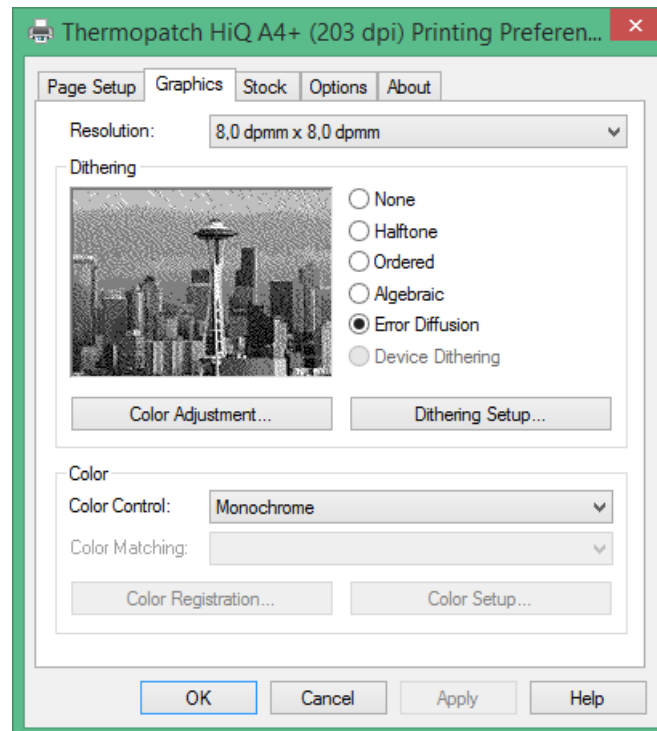 Thermopatch HiQ A4+ (203 dpi) Printing Preferen...
Page Setup Graphics Stock Options About
Resolution: 8,0 dpmm x 8,0 dpmm
Dithering
None
Halftone
Ordered
Algebraic
Error Diffusion
Device Dithering
Color Adjustment... Dithering Setup...
Color
Color Control: Monochrome
Color Matching:
Color Registration... Color Setup...
OK Cancel Apply Help